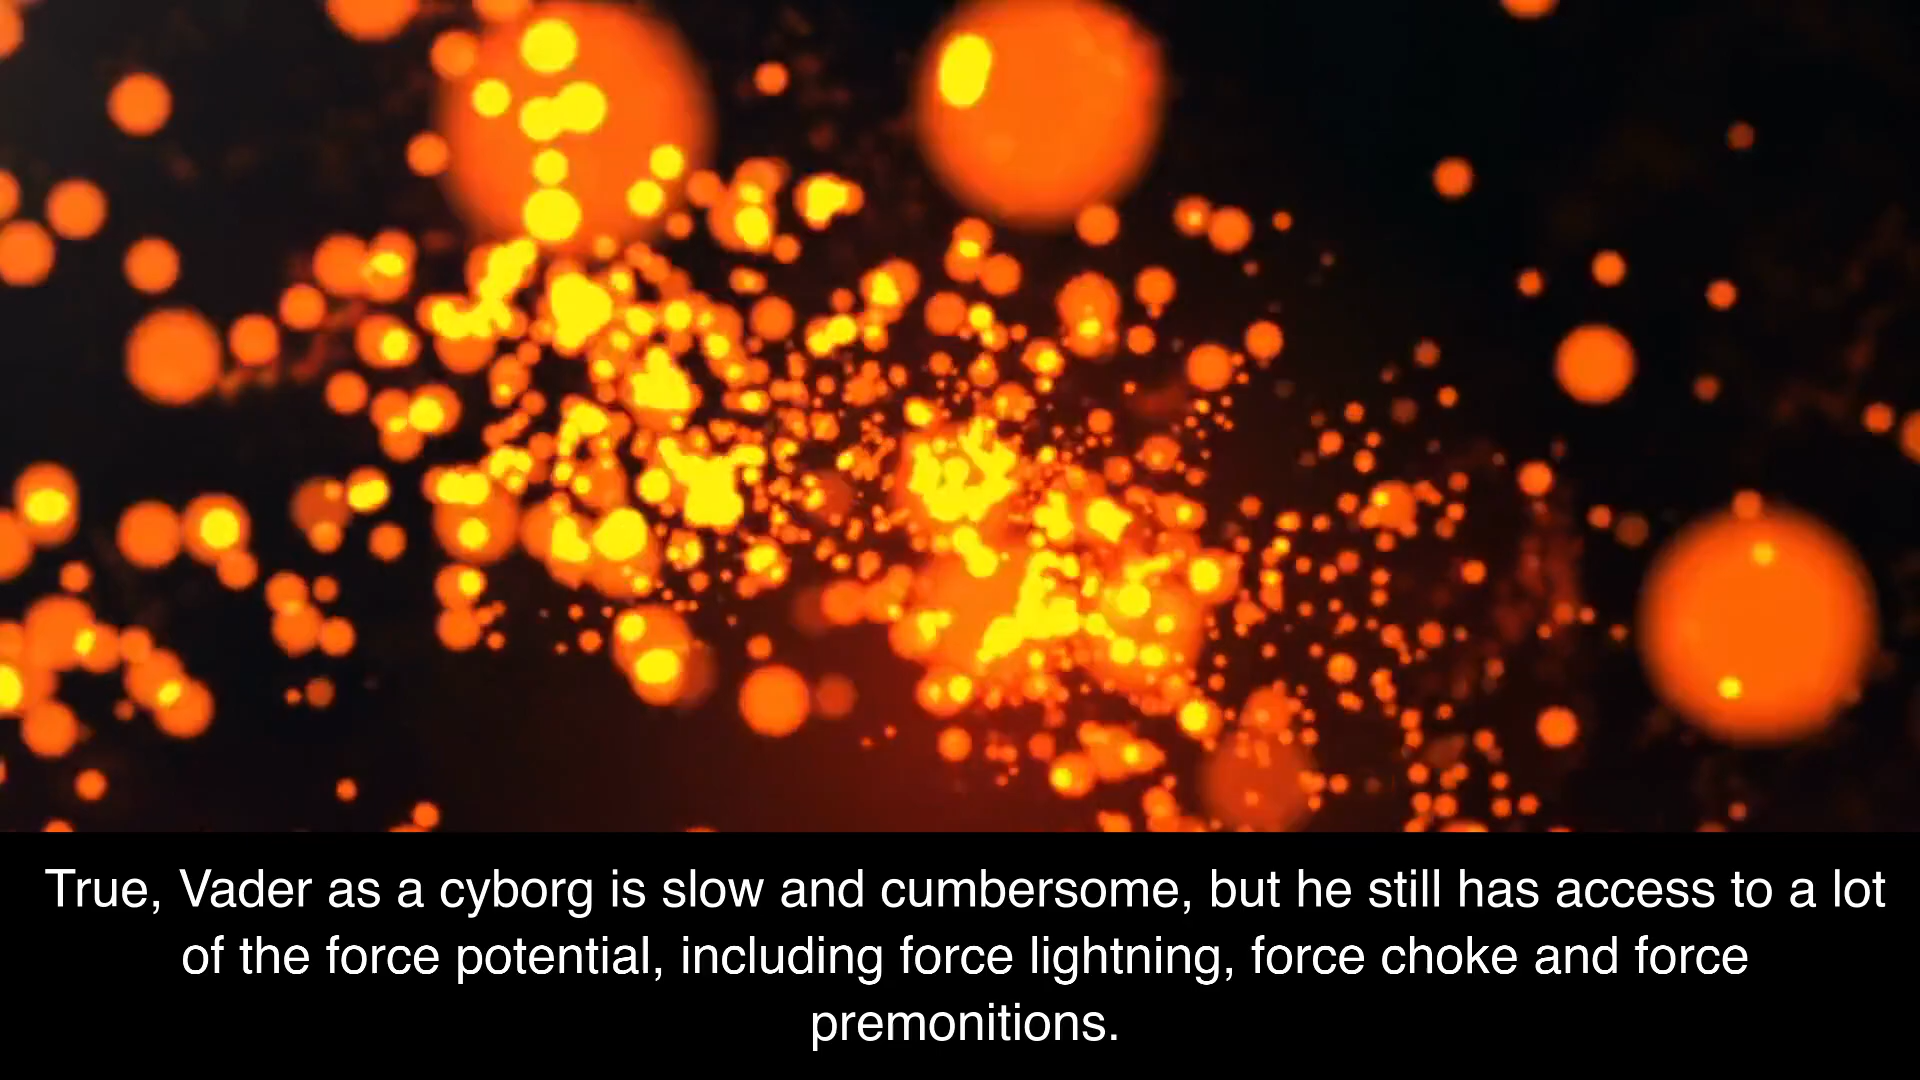 True, Vader as a cyborg is slow and cumbersome, but he still has access to a lot
of the force potential, including force lightning, force choke and force
premonitions.